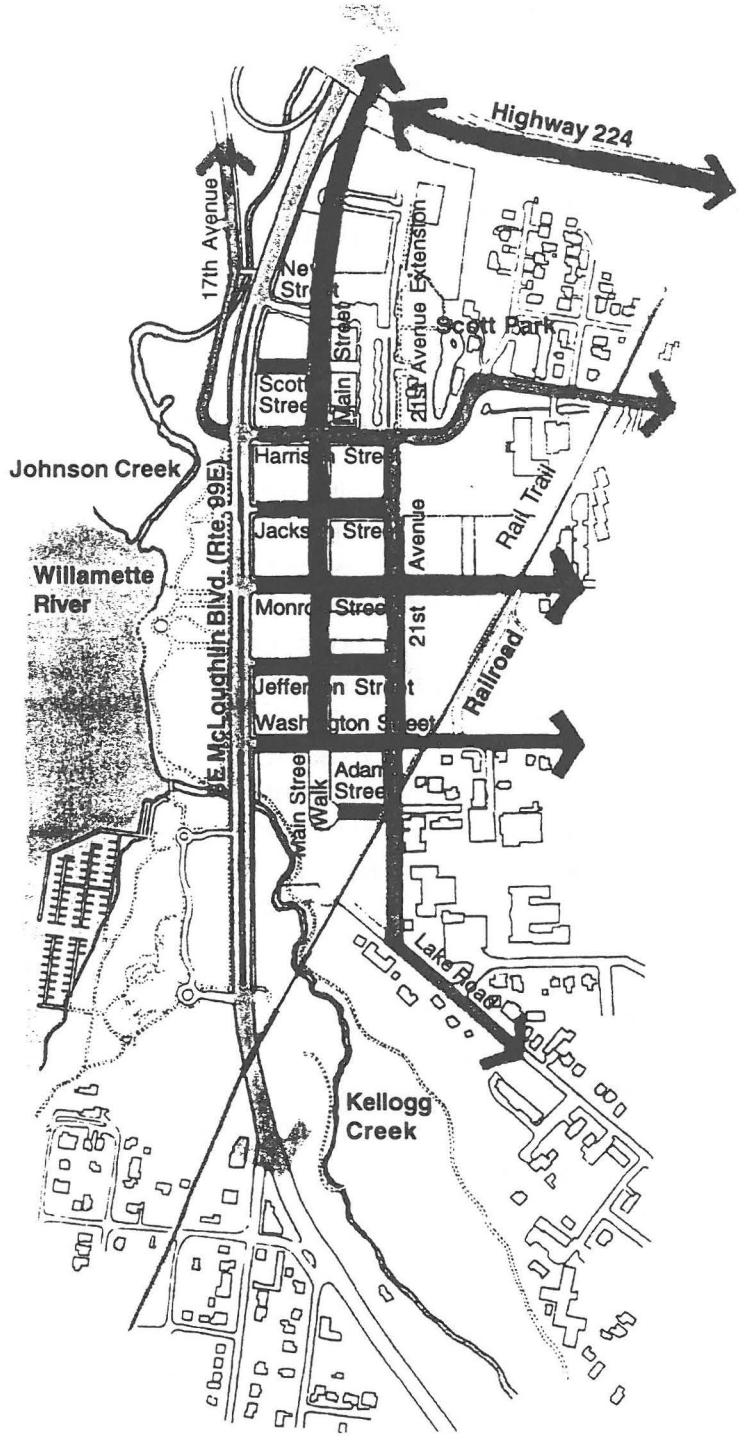 Highway 224
17th Avenue
New
Street
Main Street
21st Avenue Extension
Scott Park
Scott
Street
Johnson Creek
Harrison Street
SE McLoughlin Blvd. (Rte. 99E)
Jackson Street
Rail Trail
Willamette
River
Monroe Street
21st Avenue
Jefferson Street
Railroad
Washington Street
Main Street
Walk
Adams
Street
Lake Road
Kellogg
Creek